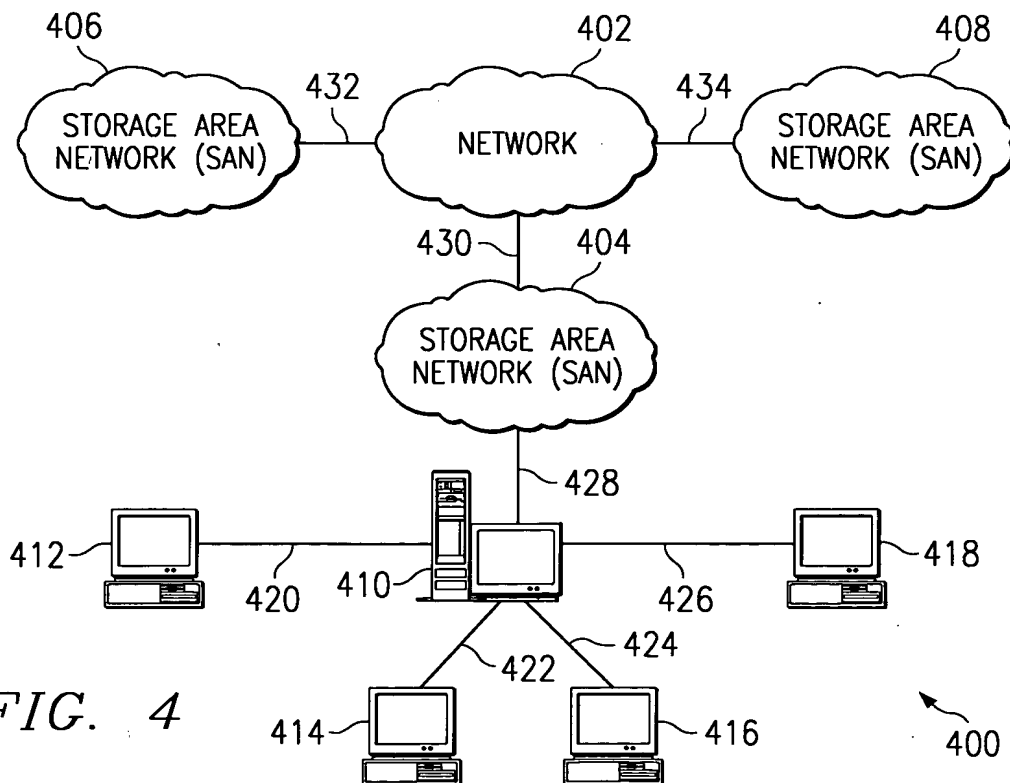 406
402
408
432
434
STORAGE AREA
NETWORK (SAN)
NETWORK
STORAGE AREA
NETWORK (SAN)
430
404
STORAGE AREA
NETWORK (SAN)
428
412
420
410
426
418
422
424
414
416
FIG. 4
400